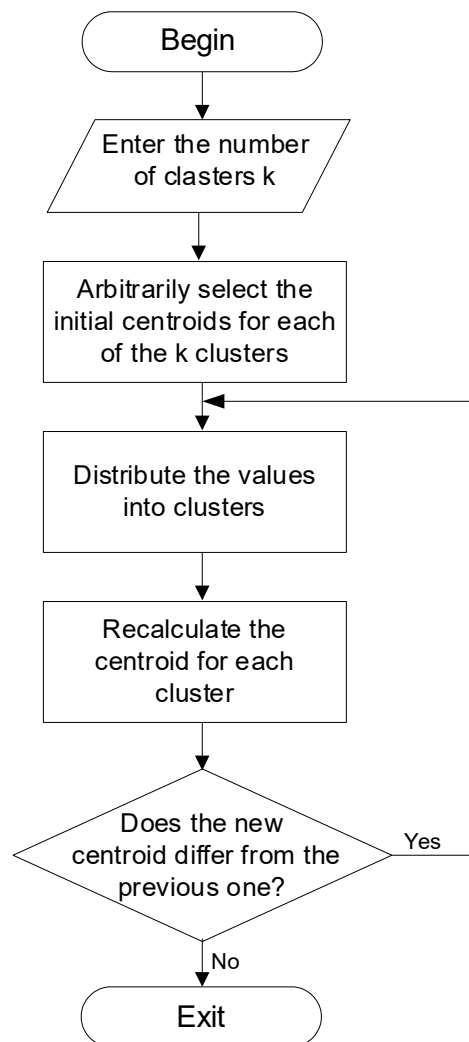 Begin
Enter the number
of clasters k
Arbitrarily select the
initial centroids for each
of the k clusters
Distribute the values
into clusters
Recalculate the
centroid for each
cluster
Does the new
centroid differ from the
previous one?
Yes
No
Exit